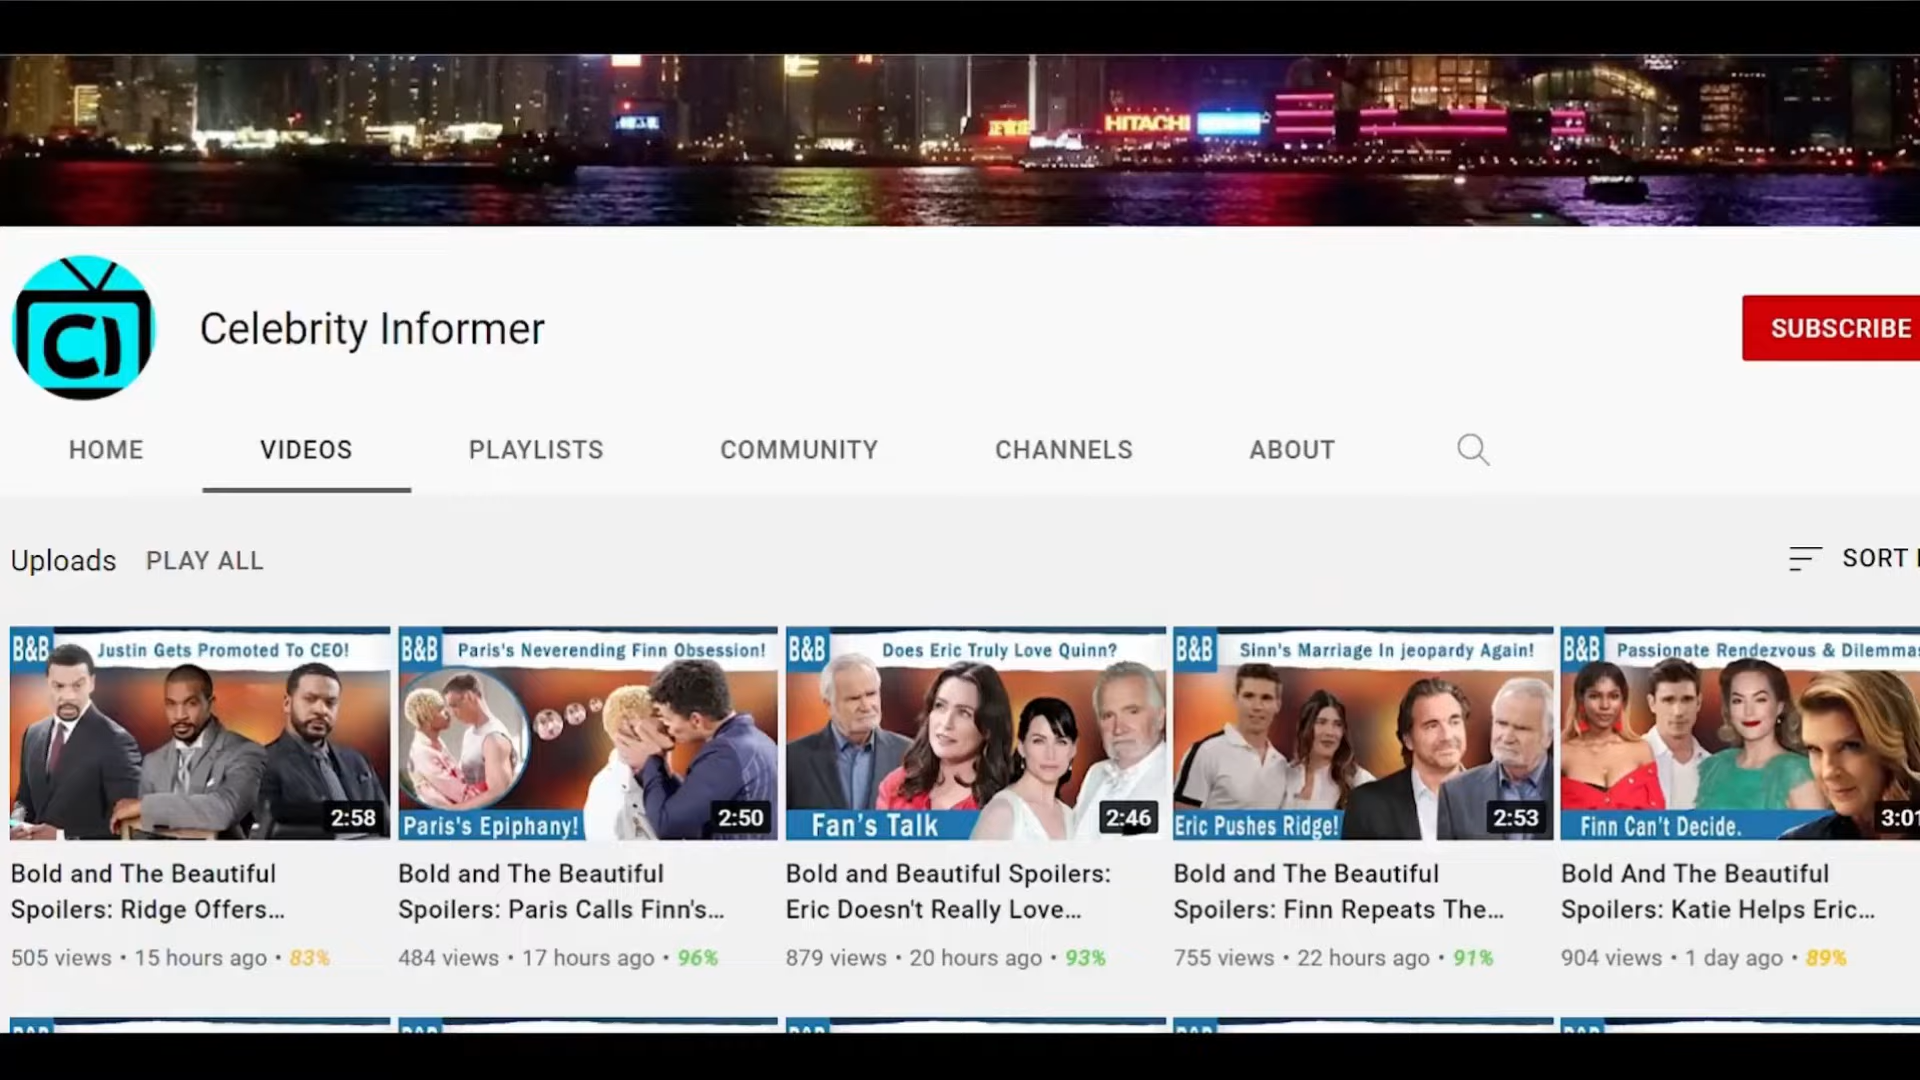 正官庄
HITACHI
CI
Celebrity Informer
SUBSCRIBE
HOME
VIDEOS
PLAYLISTS
COMMUNITY
CHANNELS
ABOUT
Uploads
PLAY ALL
SORT
B&B
Justin Gets Promoted To CEO!
2:58
Bold and The Beautiful
Spoilers: Ridge Offers...
505 views • 15 hours ago • 83%
B&B
Paris's Neverending Finn Obsession!
Paris's Epiphany!
2:50
Bold and The Beautiful
Spoilers: Paris Calls Finn's...
484 views • 17 hours ago • 96%
B&B
Does Eric Truly Love Quinn?
Fan's Talk
2:46
Bold and Beautiful Spoilers:
Eric Doesn't Really Love...
879 views • 20 hours ago • 93%
B&B
Sinn's Marriage In jeopardy Again!
Eric Pushes Ridge!
2:53
Bold and The Beautiful
Spoilers: Finn Repeats The...
755 views • 22 hours ago • 91%
B&B
Passionate Rendezvous & Dilemmas
Finn Can't Decide.
3:01
Bold And The Beautiful
Spoilers: Katie Helps Eric...
904 views • 1 day ago • 89%
B&B
B&B
B&B
B&B
B&B